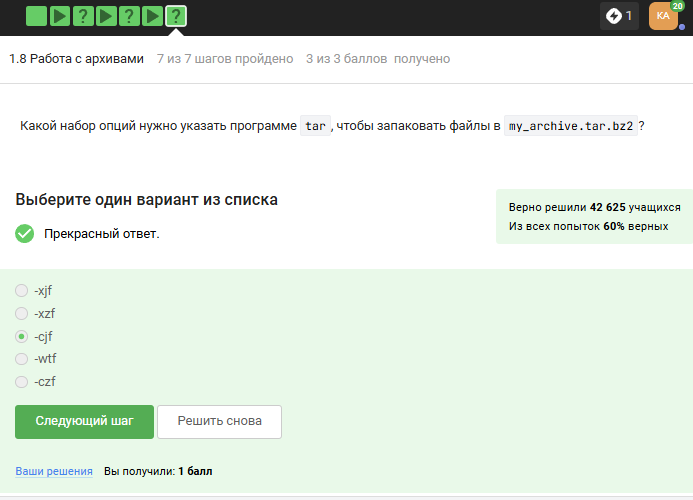 ? ? ?
1 KA 20
1.8 Работа с архивами 7 из 7 шагов пройдено 3 из 3 баллов получено
Какой набор опций нужно указать программе tar, чтобы запаковать файлы в my_archive.tar.bz2?
Выберите один вариант из списка
Верно решили 42 625 учащихся
Из всех попыток 60% верных
Прекрасный ответ.
-xjf
-xzf
-cjf
-wtf
-czf
Следующий шаг Решить снова
Ваши решения Вы получили: 1 балл